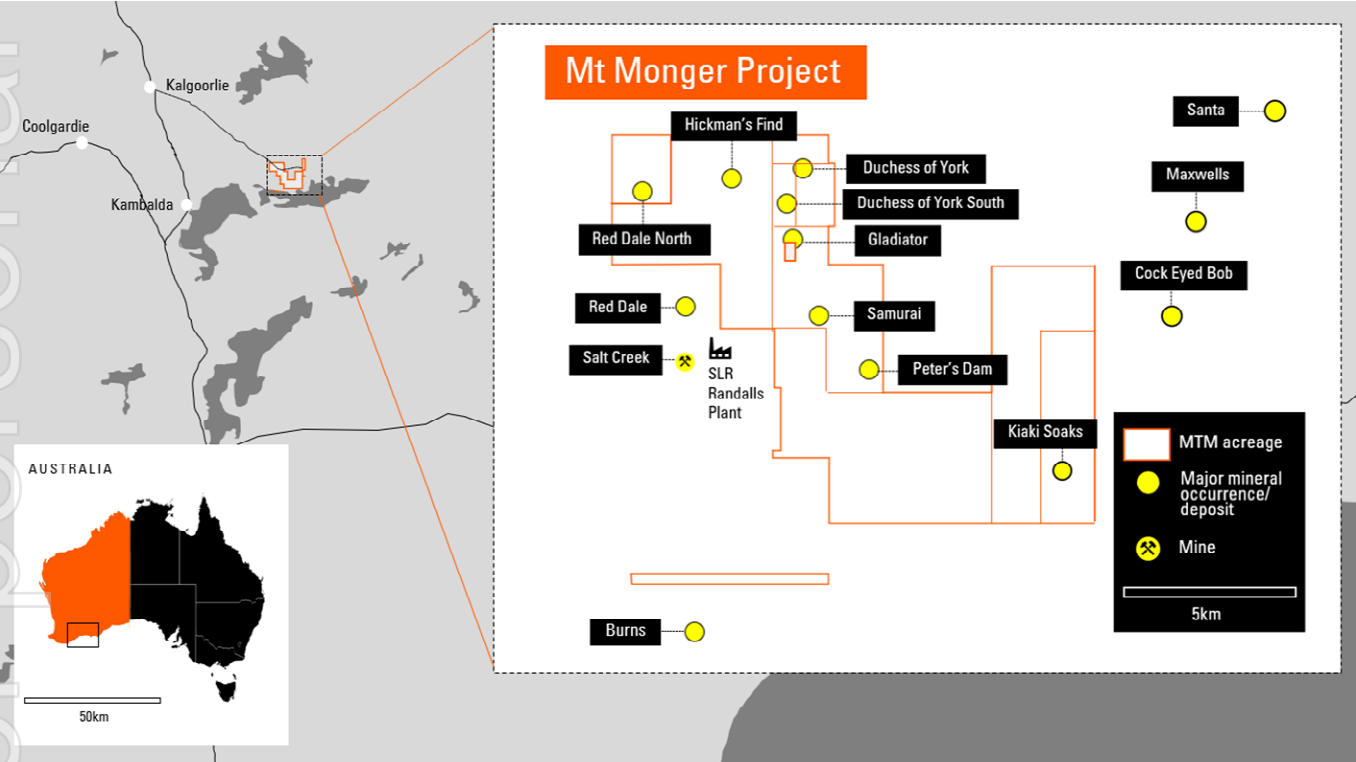 Kalgoorlie
Coolgardie
Kambalda
Mt Monger Project
Hickman's Find
Santa
Duchess of York
Maxwells
Duchess of York South
Red Dale North
Gladiator
Cock Eyed Bob
Red Dale
Samurai
Salt Creek
SLR
Randalls
Plant
Peter's Dam
Kiaki Soaks
MTM acreage
Major mineral
occurrence/
deposit
Mine
5km
Burns
AUSTRALIA
50km